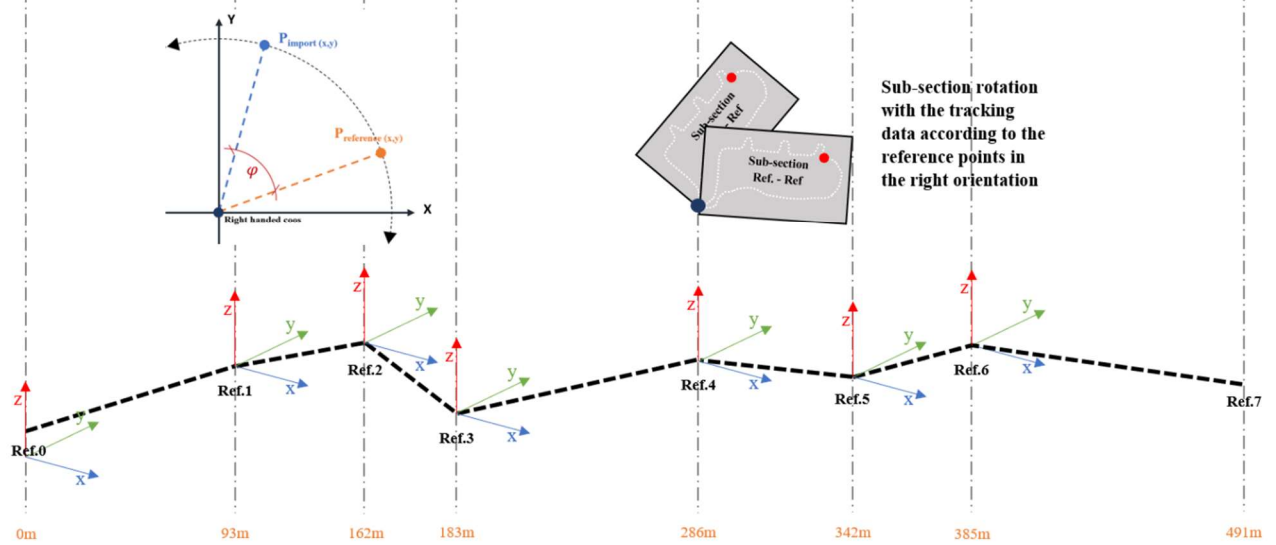 Y
P import (x,y)
P reference (x,y)
φ
X
Right handed coos
Sub-section
- Ref
Sub-section
Ref. - Ref
Sub-section rotation
with the tracking
data according to the
reference points in
the right orientation
z
y
x
Ref.0
z
y
x
Ref.1
z
y
x
Ref.2
z
y
x
Ref.3
z
y
x
Ref.4
z
y
x
Ref.5
z
y
x
Ref.6
Ref.7
0m
93m
162m
183m
286m
342m
385m
491m